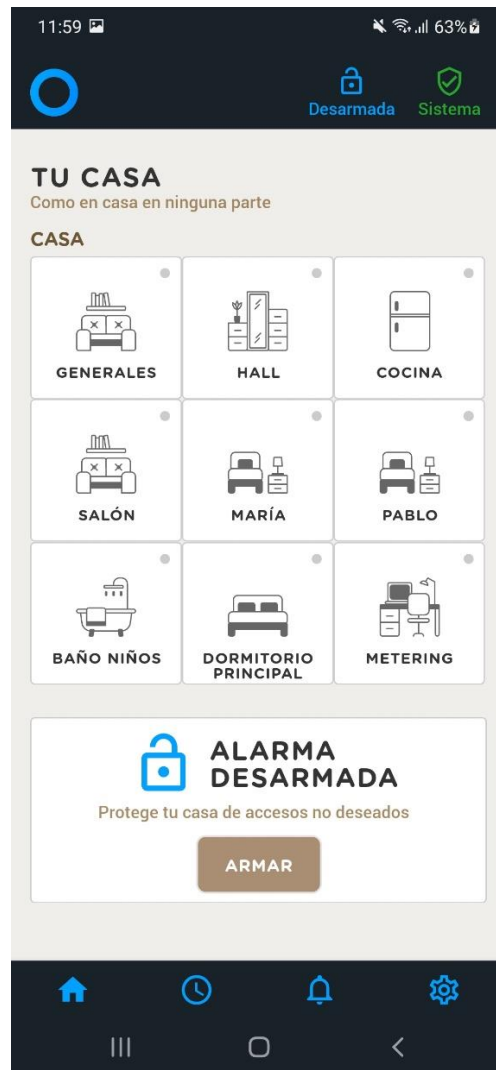 11:59 63%
Desarmada Sistema
TU CASA
Como en casa en ninguna parte
CASA
GENERALES HALL COCINA
SALÓN MARÍA PABLO
BAÑO NIÑOS DORMITORIO METERING
PRINCIPAL
ALARMA
DESARMADA
Protege tu casa de accesos no deseados
ARMAR